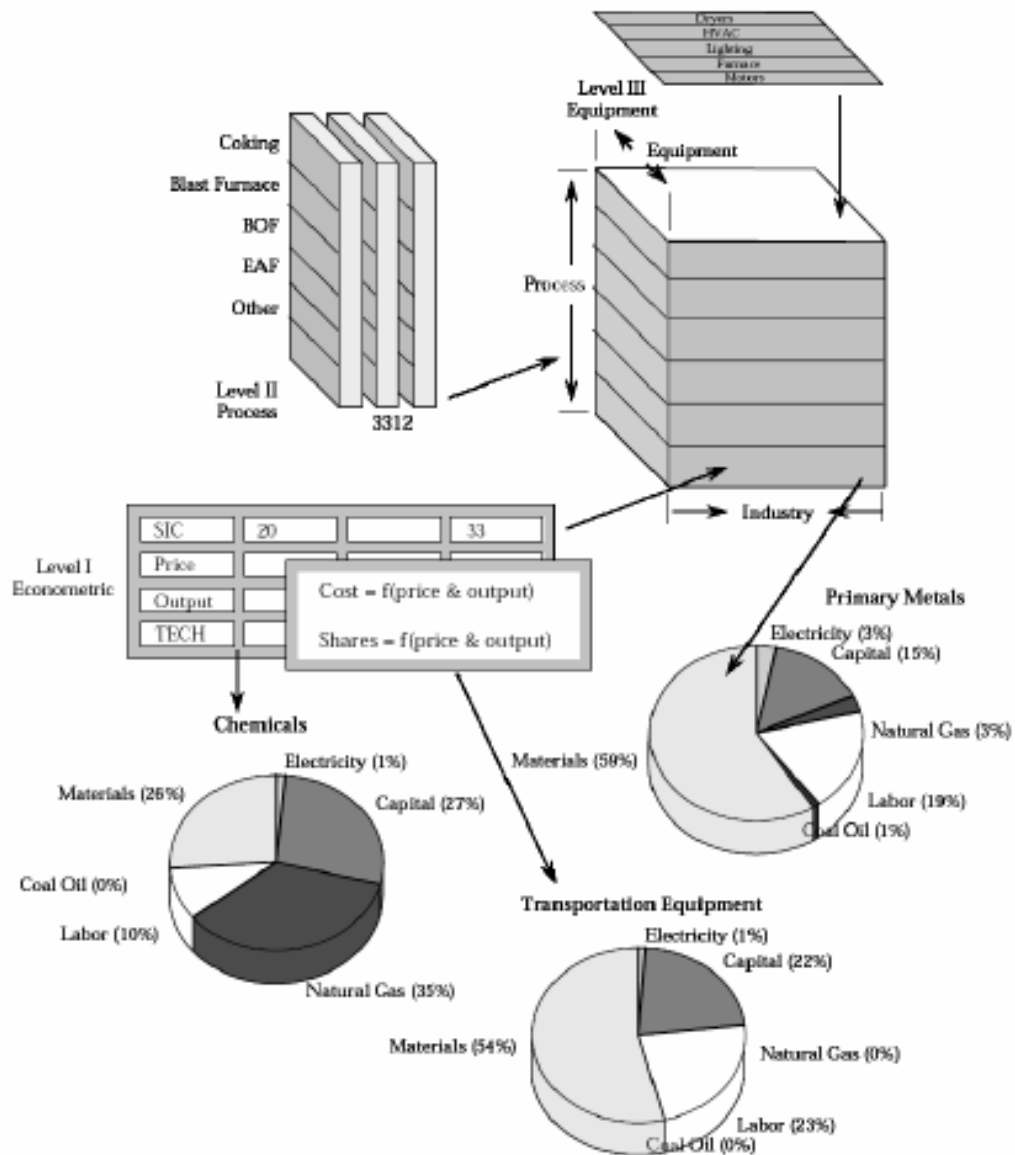 Dryers
HVAC
Lighting
Furnace
Motors
Level III
Equipment
Equipment
Coking
Blast Furnace
BOF
EAF
Other
Process
Level II
Process
3312
Industry
SIC 20 33
Price
Output
TECH
Level I
Econometric
Cost = f(price & output)
Shares = f(price & output)
Primary Metals
Electricity (3%)
Capital (15%)
Natural Gas (3%)
Materials (59%)
Labor (19%)
Coal Oil (1%)
Chemicals
Electricity (1%)
Materials (26%)
Capital (27%)
Coal Oil (0%)
Labor (10%)
Natural Gas (35%)
Transportation Equipment
Electricity (1%)
Capital (22%)
Materials (54%)
Natural Gas (0%)
Labor (23%)
Coal Oil (0%)